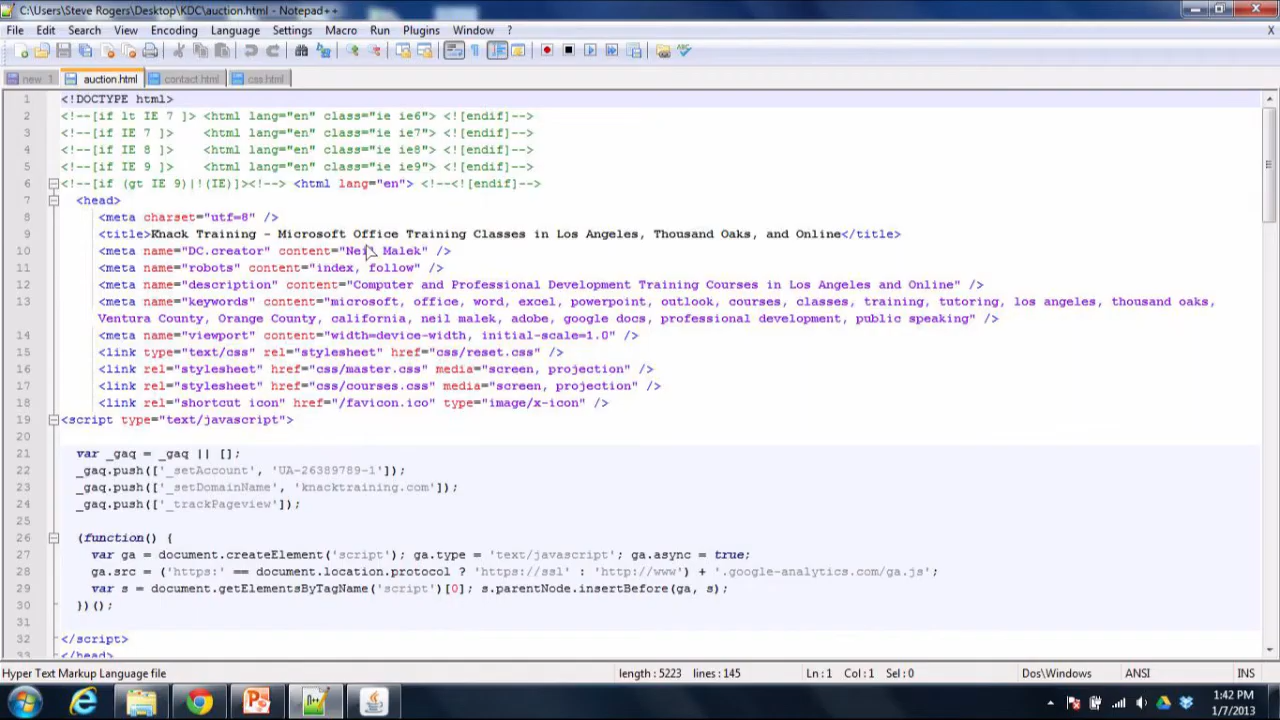 C:\Users\Steve Rogers\Desktop\KDC\auction.html - Notepad++
File Edit Search View Encoding Language Settings Macro Run Plugins Window ? X
new 1 auction.html contact.html css.html
1 <!DOCTYPE html>
2 <!--[if lt IE 7 ]> <html lang="en" class="ie ie6"> <![endif]-->
3 <!--[if IE 7 ]> <html lang="en" class="ie ie7"> <![endif]-->
4 <!--[if IE 8 ]> <html lang="en" class="ie ie8"> <![endif]-->
5 <!--[if IE 9 ]> <html lang="en" class="ie ie9"> <![endif]-->
6 <!--[if (gt IE 9)|!(IE)]><!--> <html lang="en"> <!--<![endif]-->
7 <head>
8 <meta charset="utf=8" />
9 <title>Knack Training - Microsoft Office Training Classes in Los Angeles, Thousand Oaks, and Online</title>
10 <meta name="DC.creator" content="Neil Malek" />
11 <meta name="robots" content="index, follow" />
12 <meta name="description" content="Computer and Professional Development Training Courses in Los Angeles and Online" />
13 <meta name="keywords" content="microsoft, office, word, excel, powerpoint, outlook, courses, classes, training, tutoring, los angeles, thousand oaks,
Ventura County, Orange County, california, neil malek, adobe, google docs, professional development, public speaking" />
14 <meta name="viewport" content="width=device-width, initial-scale=1.0" />
15 <link type="text/css" rel="stylesheet" href="css/reset.css" />
16 <link rel="stylesheet" href="css/master.css" media="screen, projection" />
17 <link rel="stylesheet" href="css/courses.css" media="screen, projection" />
18 <link rel="shortcut icon" href="/favicon.ico" type="image/x-icon" />
19 <script type="text/javascript">
20
21 var _gaq = _gaq || [];
22 _gaq.push(['_setAccount', 'UA-26389789-1']);
23 _gaq.push(['_setDomainName', 'knacktraining.com']);
24 _gaq.push(['_trackPageview']);
25
26 (function() {
27 var ga = document.createElement('script'); ga.type = 'text/javascript'; ga.async = true;
28 ga.src = ('https:' == document.location.protocol ? 'https://ssl' : 'http://www') + '.google-analytics.com/ga.js';
29 var s = document.getElementsByTagName('script')[0]; s.parentNode.insertBefore(ga, s);
30 })();
31
32 </script>
33 </head>
Hyper Text Markup Language file length : 5223 lines : 145 Ln : 1 Col : 1 Sel : 0 Dos\Windows ANSI INS
1:42 PM
1/7/2013